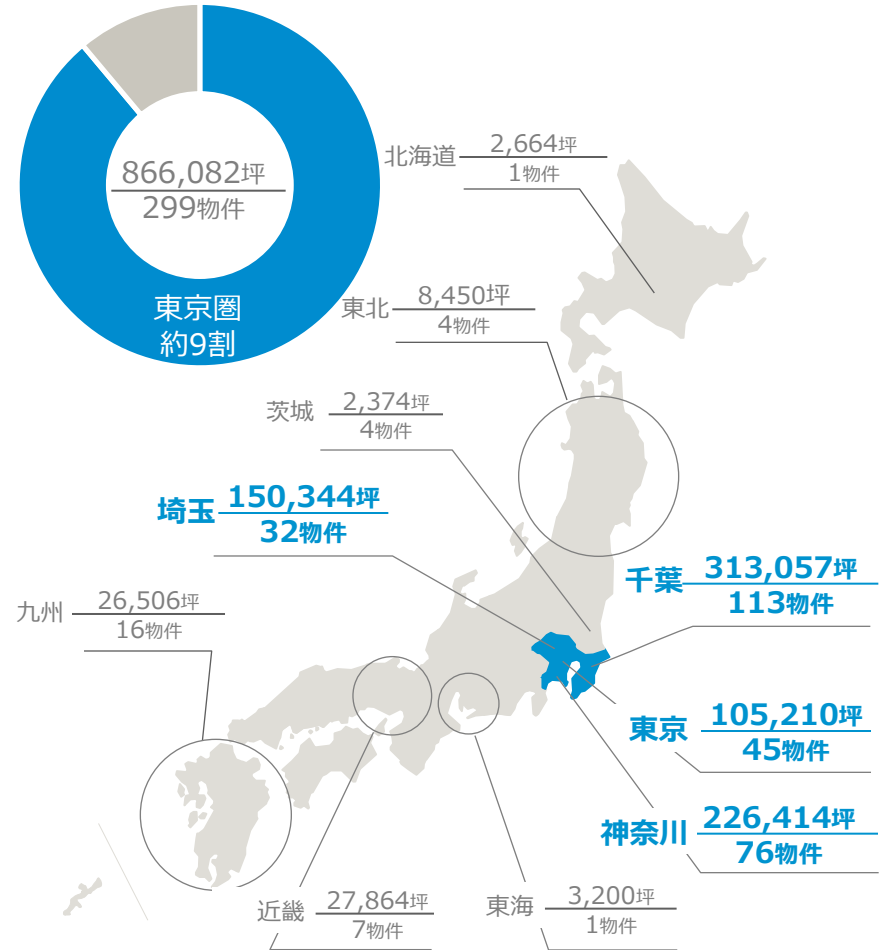 866,082坪
299物件
東京圏
約9割
北海道
2,664坪
1物件
東北
8,450坪
4物件
茨城
2,374坪
4物件
埼玉
150,344坪
32物件
千葉
313,057坪
113物件
九州
26,506坪
16物件
東京
105,210坪
45物件
神奈川
226,414坪
76物件
近畿
27,864坪
7物件
東海
3,200坪
1物件